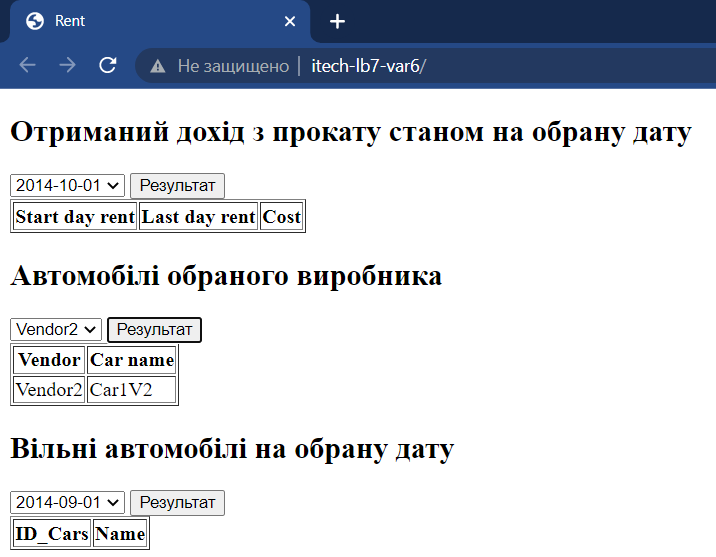 Rent
Не защищено | itech-lb7-var6/
Отриманий дохід з прокату станом на обрану дату
2014-10-01 Результат
Start day rent Last day rent Cost
Автомобілі обраного виробника
Vendor2 Результат
Vendor Car name
Vendor2 Car1V2
Вільні автомобілі на обрану дату
2014-09-01 Результат
ID_Cars Name